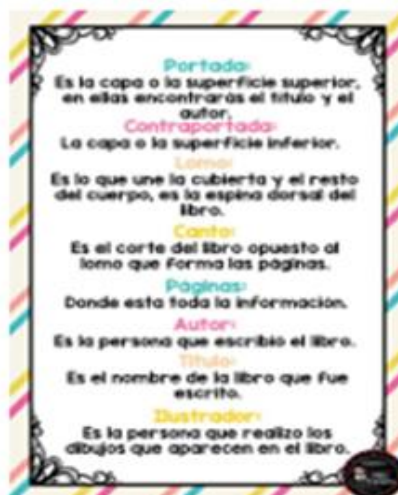 Portada:
Es la capa o la superficie superior,
en ellas encontrarás el título y el
autor.
Contraportada:
La capa o la superficie inferior.
Lomo:
Es lo que une la cubierta y el resto
del cuerpo, es la espina dorsal del
libro.
Canto:
Es el corte del libro opuesto al
lomo que forma las páginas.
Páginas:
Donde esta toda la información.
Autor:
Es la persona que escribió el libro.
Título:
Es el nombre de la libro que fue
escrito.
Ilustrador:
Es la persona que realizo los
dibujos que aparecen en el libro.